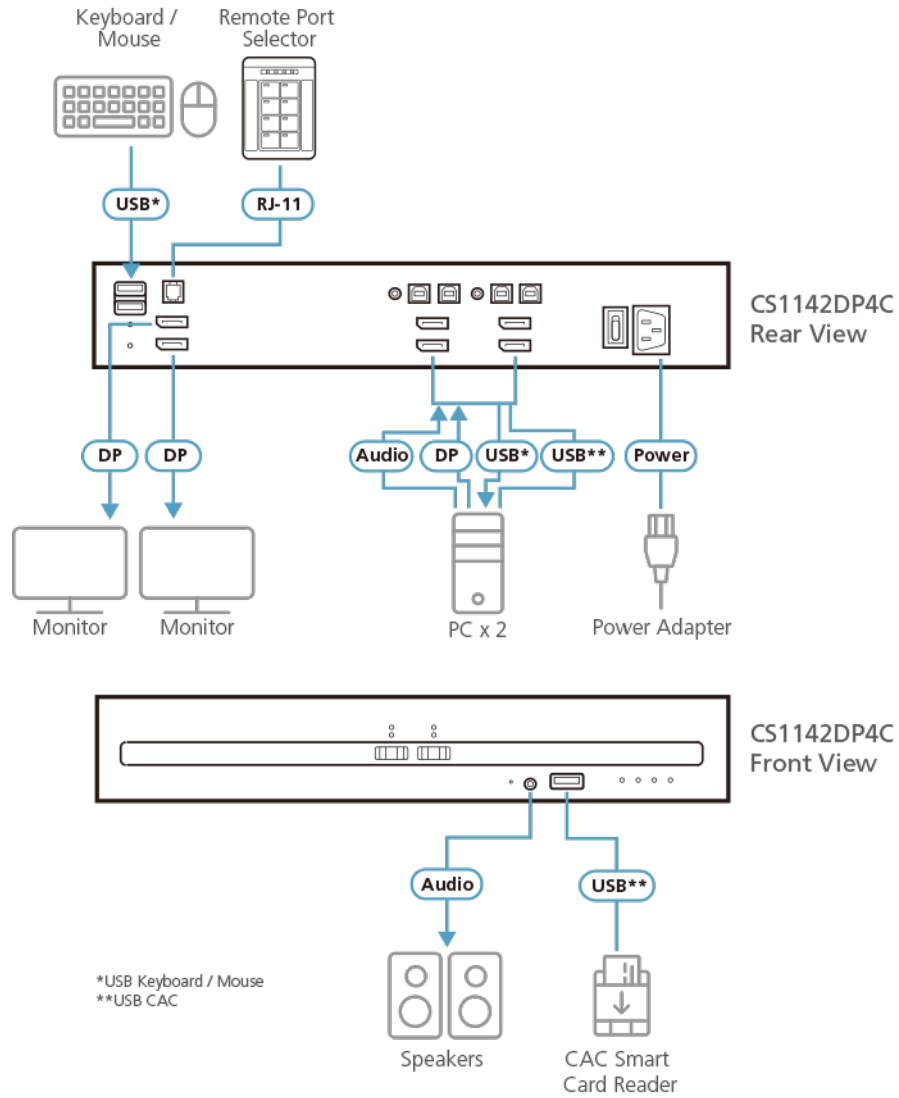 Keyboard /
Mouse
Remote Port
Selector
USB*
RJ-11
CS1142DP4C
Rear View
DP
DP
Audio
DP
USB*
USB**
Power
Monitor
Monitor
PC x 2
Power Adapter
CS1142DP4C
Front View
Audio
USB**
*USB Keyboard / Mouse
**USB CAC
Speakers
CAC Smart
Card Reader